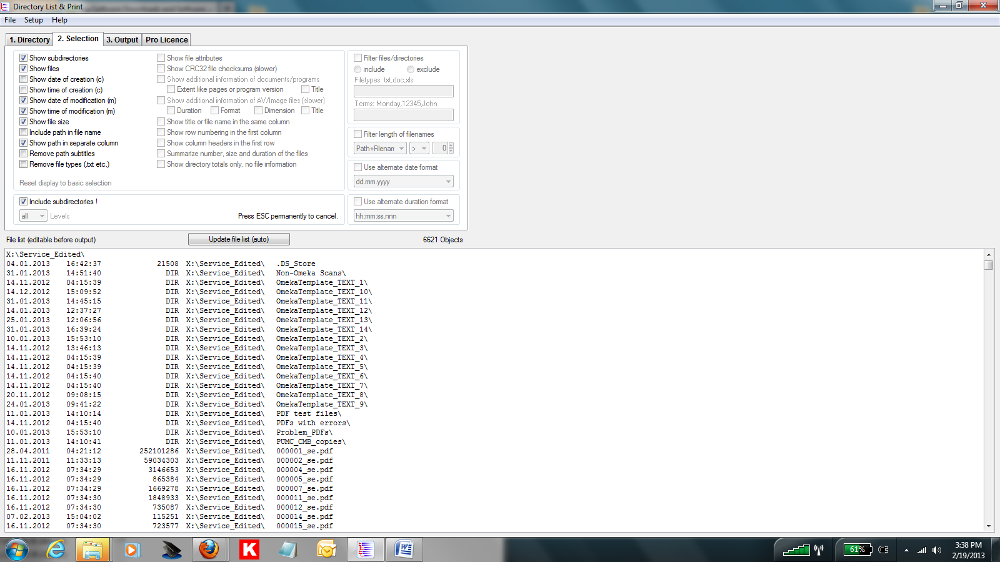 Directory List & Print
File Setup Help
1. Directory 2. Selection 3. Output Pro Licence
Show subdirectories
Show files
Show date of creation (c)
Show time of creation (c)
Show date of modification (m)
Show time of modification (m)
Show file size
Include path in file name
Show path in separate column
Remove path subtitles
Remove file types (.txt etc.)
Reset display to basic selection
Show file attributes
Show CRC32 file checksums (slower)
Show additional information of documents/programs
Extent like pages or program version Title
Show additional information of AV/Image files (slower)
Duration Format Dimension Title
Show title or file name in the same column
Show row numbering in the first column
Show column headers in the first row
Summarize number, size and duration of the files
Show directory totals only, no file information
Filter files/directories
include exclude
Filetypes: txt,doc,xls
Terms: Monday,12345,John
Filter length of filenames
Path+Filenam > 0
Use alternate date format
dd.mm.yyyy
Include subdirectories !
all Levels Press ESC permanently to cancel.
Use alternate duration format
hh:mm:ss.nnn
File list (editable before output) Update file list (auto) 6621 Objects
X:\Service_Edited\
04.01.2013 16:42:37 21508 X:\Service_Edited\ .DS_Store
31.01.2013 14:51:40 DIR X:\Service_Edited\ Non-Omeka Scans\
14.11.2012 04:15:39 DIR X:\Service_Edited\ OmekaTemplate_TEXT_1\
14.12.2012 15:09:52 DIR X:\Service_Edited\ OmekaTemplate_TEXT_10\
31.01.2013 14:45:15 DIR X:\Service_Edited\ OmekaTemplate_TEXT_11\
14.01.2013 12:37:27 DIR X:\Service_Edited\ OmekaTemplate_TEXT_12\
25.01.2013 12:06:56 DIR X:\Service_Edited\ OmekaTemplate_TEXT_13\
31.01.2013 16:39:24 DIR X:\Service_Edited\ OmekaTemplate_TEXT_14\
10.01.2013 15:53:10 DIR X:\Service_Edited\ OmekaTemplate_TEXT_2\
14.11.2012 13:46:13 DIR X:\Service_Edited\ OmekaTemplate_TEXT_3\
14.11.2012 04:15:39 DIR X:\Service_Edited\ OmekaTemplate_TEXT_4\
14.11.2012 04:15:39 DIR X:\Service_Edited\ OmekaTemplate_TEXT_5\
14.11.2012 04:15:40 DIR X:\Service_Edited\ OmekaTemplate_TEXT_6\
14.11.2012 04:15:40 DIR X:\Service_Edited\ OmekaTemplate_TEXT_7\
20.11.2012 09:08:15 DIR X:\Service_Edited\ OmekaTemplate_TEXT_8\
24.01.2013 09:41:22 DIR X:\Service_Edited\ OmekaTemplate_TEXT_9\
11.01.2013 14:10:14 DIR X:\Service_Edited\ PDF test files\
14.11.2012 04:15:40 DIR X:\Service_Edited\ PDFs with errors\
10.01.2013 15:53:10 DIR X:\Service_Edited\ Problem_PDFs\
11.01.2013 14:10:41 DIR X:\Service_Edited\ PUMC_CMB_copies\
28.04.2011 04:21:12 252101286 X:\Service_Edited\ 000001_se.pdf
11.11.2011 11:33:13 59034303 X:\Service_Edited\ 000002_se.pdf
16.11.2012 07:34:29 3146653 X:\Service_Edited\ 000004_se.pdf
16.11.2012 07:34:29 865384 X:\Service_Edited\ 000005_se.pdf
16.11.2012 07:34:29 1669278 X:\Service_Edited\ 000007_se.pdf
16.11.2012 07:34:30 1848933 X:\Service_Edited\ 000011_se.pdf
16.11.2012 07:34:30 735087 X:\Service_Edited\ 000012_se.pdf
07.02.2013 15:04:02 115251 X:\Service_Edited\ 000014_se.pdf
16.11.2012 07:34:30 723577 X:\Service_Edited\ 000015_se.pdf
K
61%
3:38 PM
2/19/2013